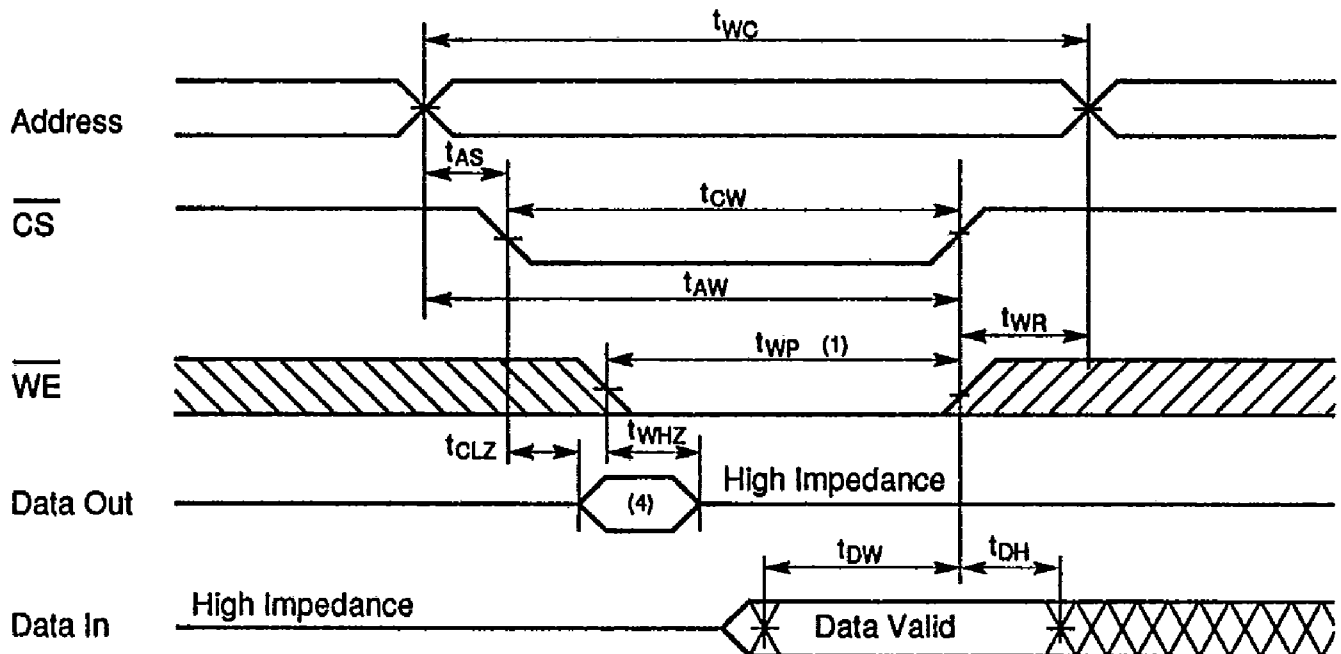 tWC
Address
tAS
tCW
CS
tAW
tWR
tWP (1)
WE
tCLZ
tWHZ
High Impedance
Data Out
(4)
tDW
tDH
High Impedance
Data In
Data Valid